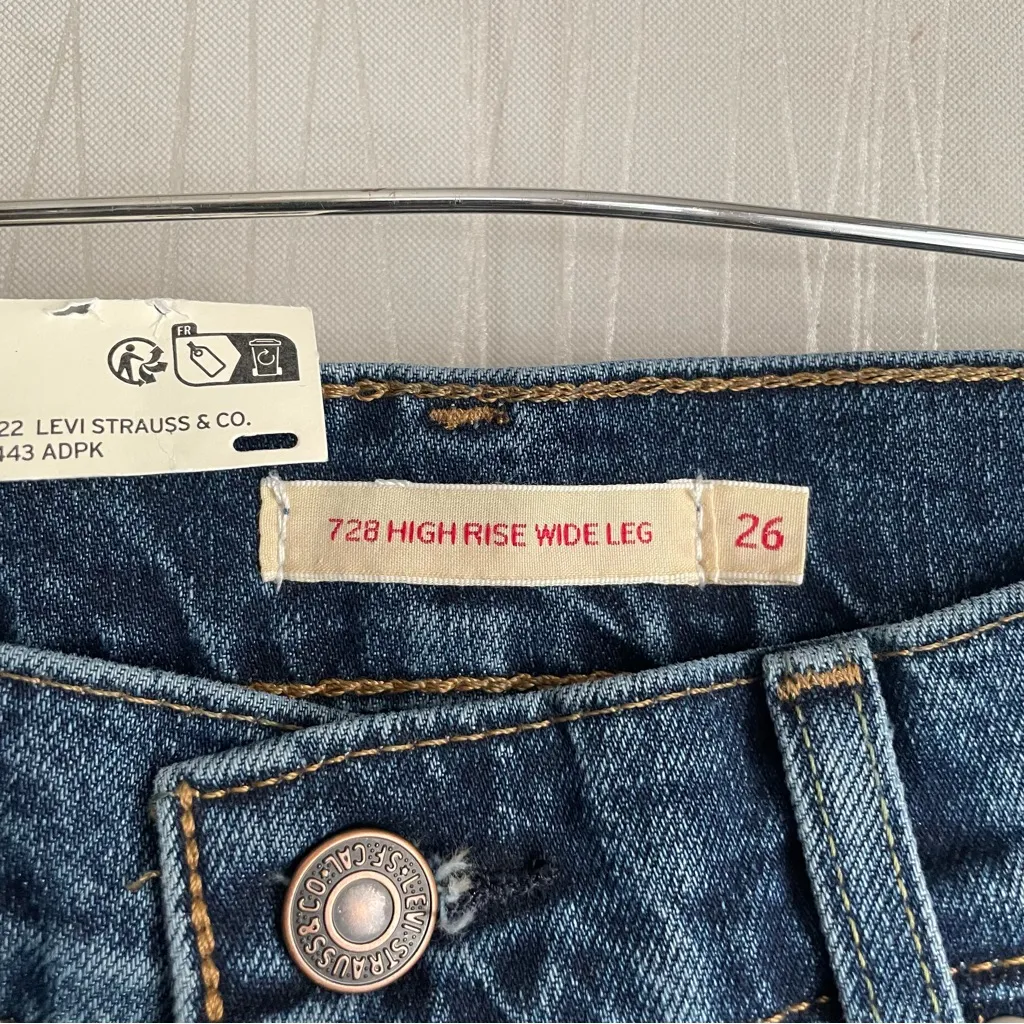 FR
22 LEVI STRAUSS & CO.
443 ADPK
728 HIGH RISE WIDE LEG
26
LEVI STRAUSS & CO. S.F. CAL.